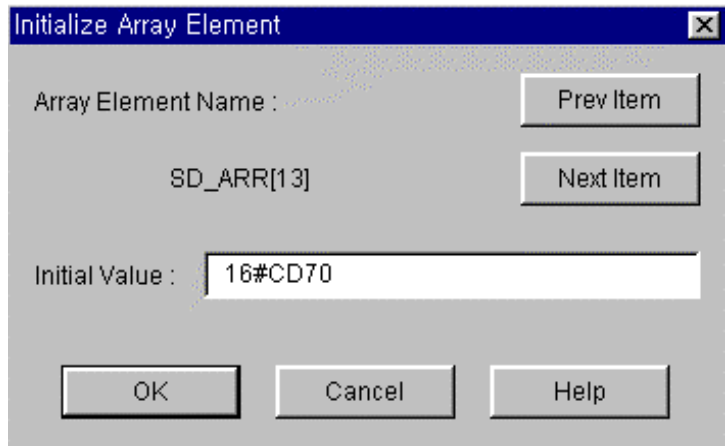 Initialize Array Element
Array Element Name :
Prev Item
SD_ARR[13]
Next Item
Initial Value :
16#CD70
OK
Cancel
Help